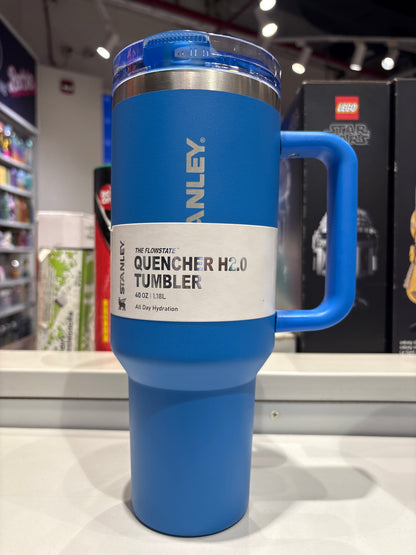 STANLEY®
THE FLOWSTATE™
QUENCHER H2.0
TUMBLER
40 OZ | 1.18L
All Day Hydration
STANLEY
LEGO
STAR
WARS